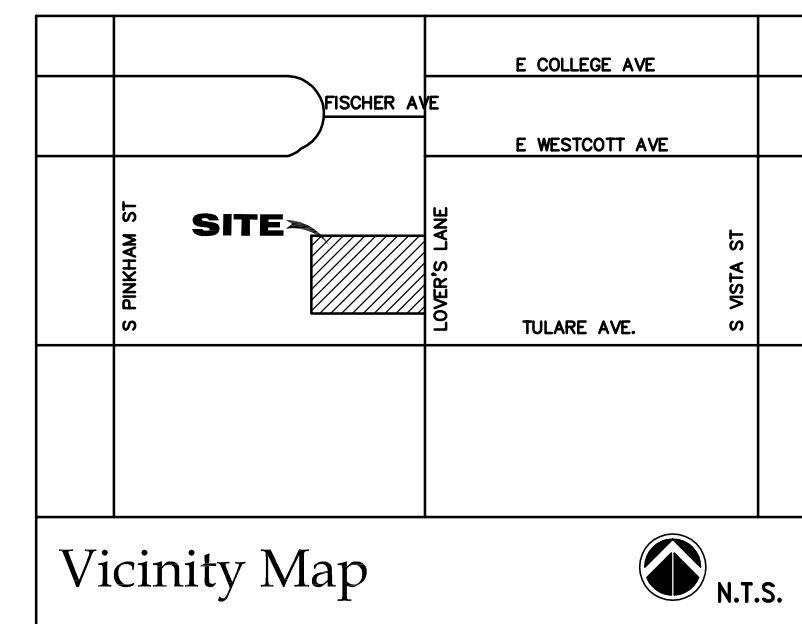 E COLLEGE AVE
FISCHER AVE
E WESTCOTT AVE
S PINKHAM ST
SITE
LOVER'S LANE
S VISTA ST
TULARE AVE.
Vicinity Map
N.T.S.